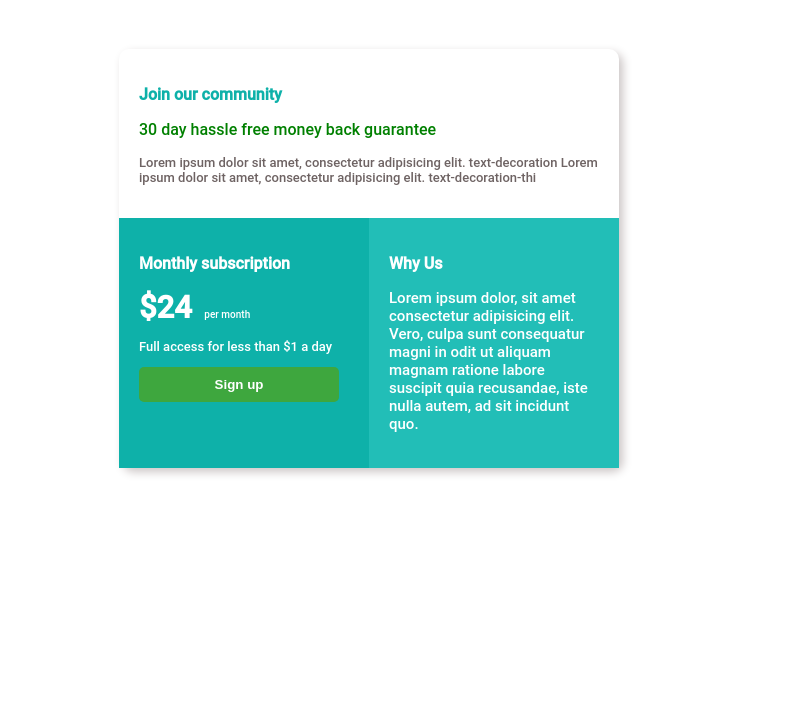 Join our community
30 day hassle free money back guarantee
Lorem ipsum dolor sit amet, consectetur adipisicing elit. text-decoration Lorem
ipsum dolor sit amet, consectetur adipisicing elit. text-decoration-thi
Monthly subscription
$24 per month
Full access for less than $1 a day
Sign up
Why Us
Lorem ipsum dolor, sit amet
consectetur adipisicing elit.
Vero, culpa sunt consequatur
magni in odit ut aliquam
magnam ratione labore
suscipit quia recusandae, iste
nulla autem, ad sit incidunt
quo.